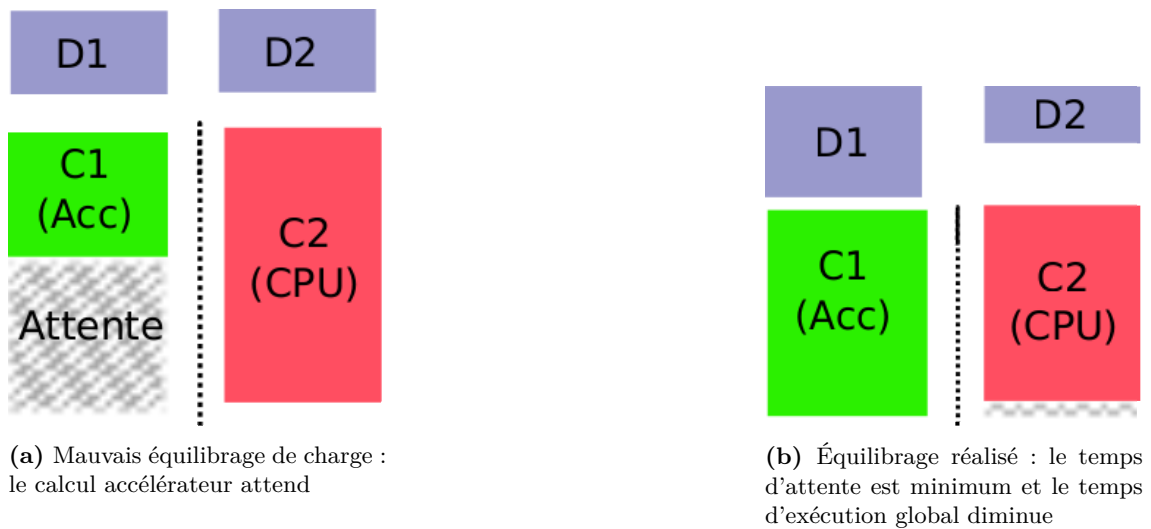 D1
D2
C1
(Acc)
Attente
C2
(CPU)
(a) Mauvais équilibrage de charge :
le calcul accélérateur attend
D1
D2
C1
(Acc)
C2
(CPU)
(b) Équilibrage réalisé : le temps
d'attente est minimum et le temps
d'exécution global diminue